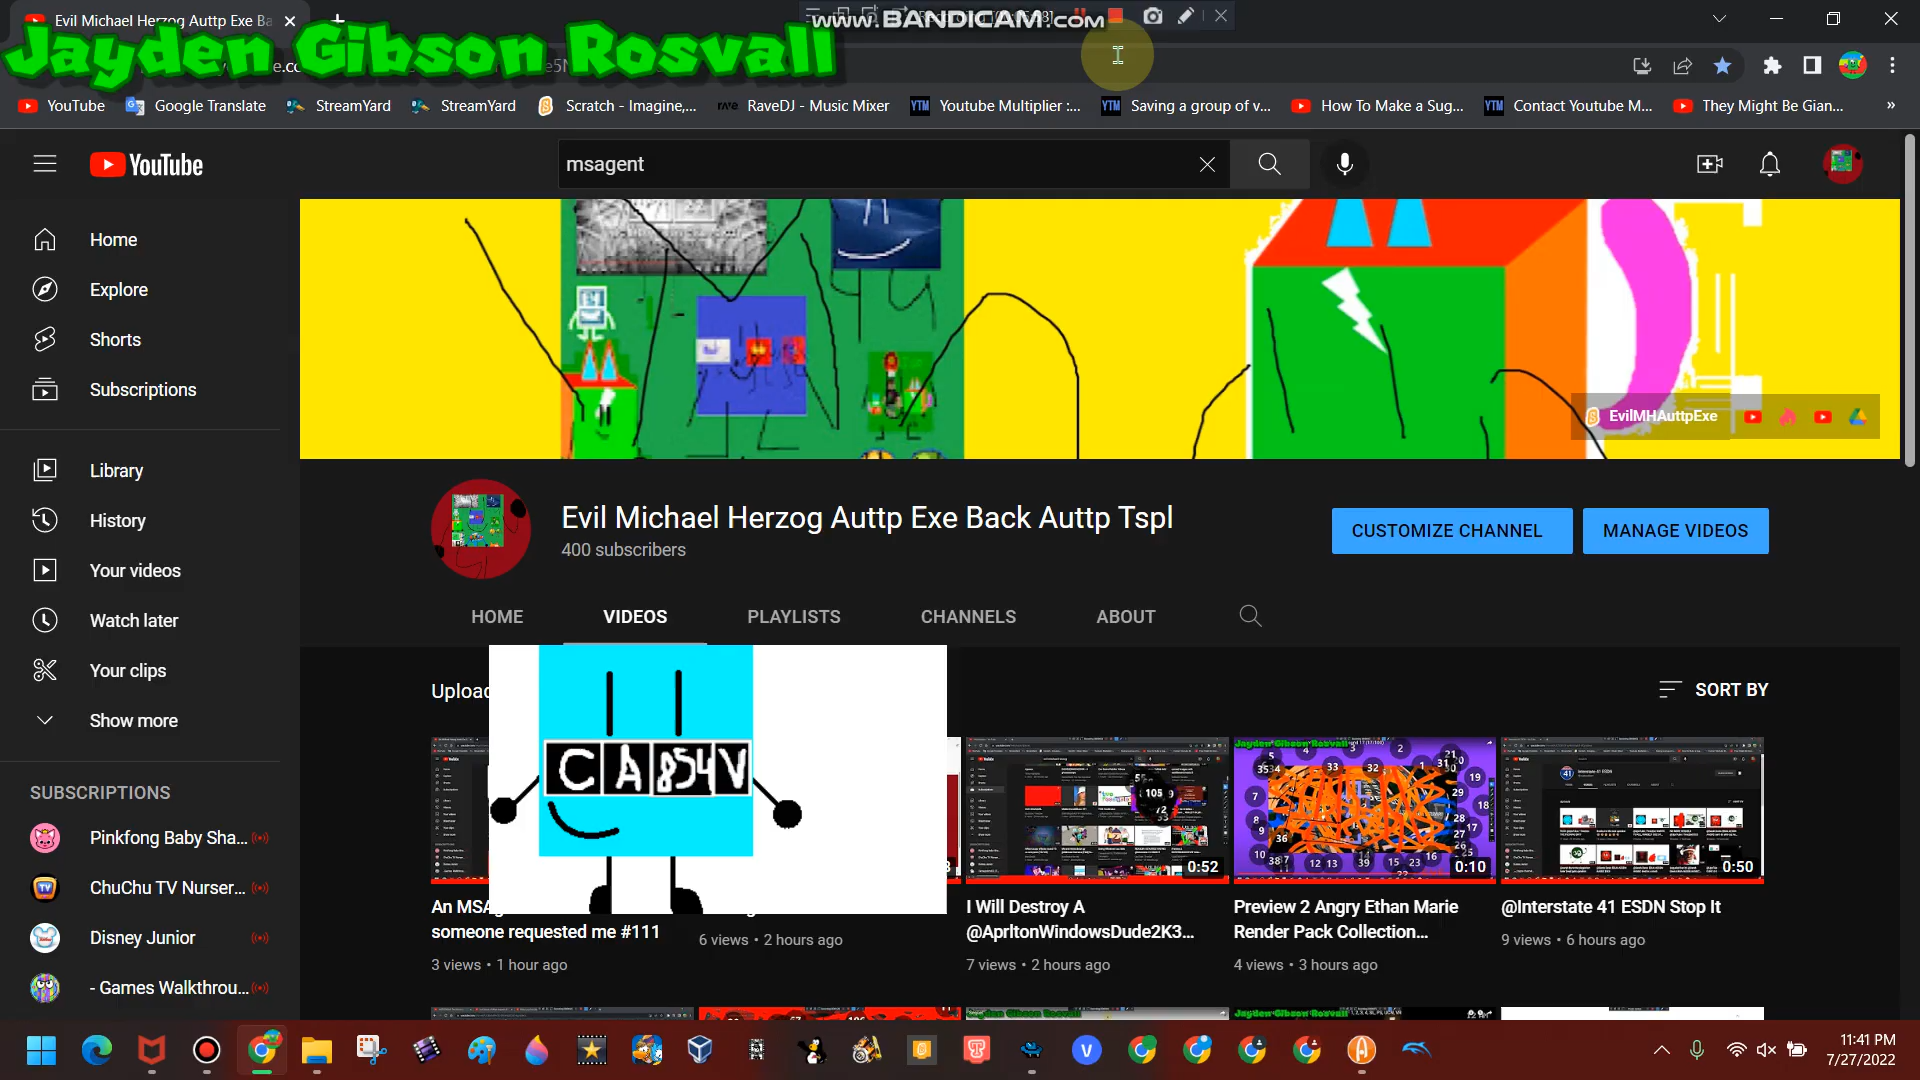 Evil Michael Herzog Auttp Exe Ba
www.BANDICAM.com
Jayden Gibson Rosvall
YouTube
Google Translate
StreamYard
StreamYard
Scratch - Imagine,...
RaveDJ - Music Mixer
Youtube Multiplier :...
Saving a group of v...
How To Make a Sug...
Contact Youtube M...
They Might Be Gian...
YouTube
msagent
Home
Explore
Shorts
Subscriptions
Library
History
Your videos
Watch later
Your clips
Show more
SUBSCRIPTIONS
Pinkfong Baby Sha...
ChuChu TV Nurser...
Disney Junior
- Games Walkthrou...
EvilMHAuttpExe
Evil Michael Herzog Auttp Exe Back Auttp Tspl
400 subscribers
CUSTOMIZE CHANNEL
MANAGE VIDEOS
HOME
VIDEOS
PLAYLISTS
CHANNELS
ABOUT
SORT BY
CA854V
0:52
0:10
0:50
someone requested me #111
3 views • 1 hour ago
6 views • 2 hours ago
I Will Destroy A
@AprltonWindowsDude2K3...
7 views • 2 hours ago
Preview 2 Angry Ethan Marie
Render Pack Collection...
4 views • 3 hours ago
@Interstate 41 ESDN Stop It
9 views • 6 hours ago
11:41 PM
7/27/2022